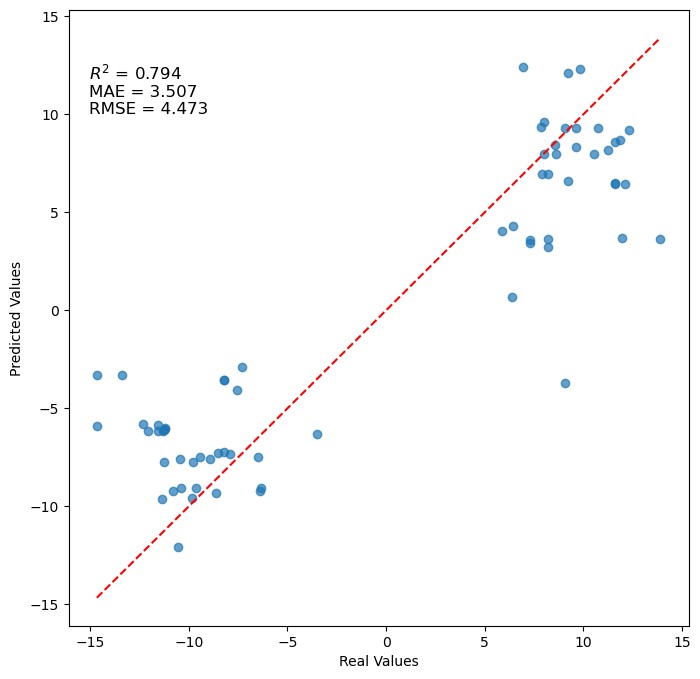 R² = 0.794
MAE = 3.507
RMSE = 4.473
15
10
5
0
−5
−10
−15
Predicted Values
−15 −10 −5 0 5 10 15
Real Values